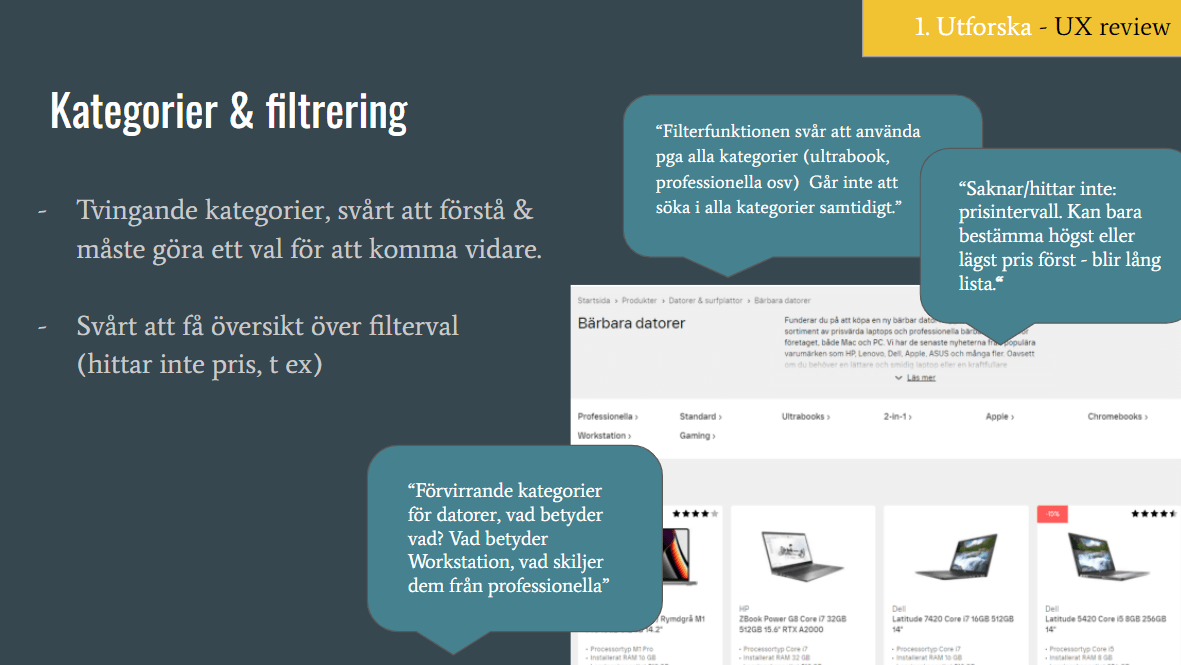 1. Utforska - UX review
Kategorier & filtrering
- Tvingande kategorier, svårt att förstå &
måste göra ett val för att komma vidare.
- Svårt att få översikt över filterval
(hittar inte pris, t ex)
“Filterfunktionen svår att använda
pga alla kategorier (ultrabook,
professionella osv) Går inte att
söka i alla kategorier samtidigt.”
“Saknar/hittar inte:
prisintervall. Kan bara
bestämma högst eller
lägst pris först - blir lång
lista.“
Startsida › Produkter › Datorer & surfplattor › Bärbara datorer
Bärbara datorer
Funderar du på att köpa en ny bärbar
sortiment av prisvärda laptops och professionella
företaget, både Mac och PC. Vi har de senaste nyheterna populära
varumärken som HP, Lenovo, Dell, Apple, ASUS och många fler. Oavsett
om du behöver en lättare och smidig laptop eller en kraftfullare
Läs mer
Professionella › Standard › Ultrabooks › 2-in-1 › Apple › Chromebooks ›
Workstation › Gaming ›
“Förvirrande kategorier
för datorer, vad betyder
vad? Vad betyder
Workstation, vad skiljer
dem från professionella”
-15%
HP Dell Dell
Rymdgrå M1 ZBook Power G8 Core i7 32GB Latitude 7420 Core i7 16GB 512GB Latitude 5420 Core i5 8GB 256GB
14.2" 512GB 15.6" RTX A2000 14" 14"
• Processortyp M1 Pro • Processortyp Core i7 • Processortyp Core i7 • Processortyp Core i5
• Installerat RAM 16 GB • Installerat RAM 32 GB • Installerat RAM 16 GB • Installerat RAM 8 GB